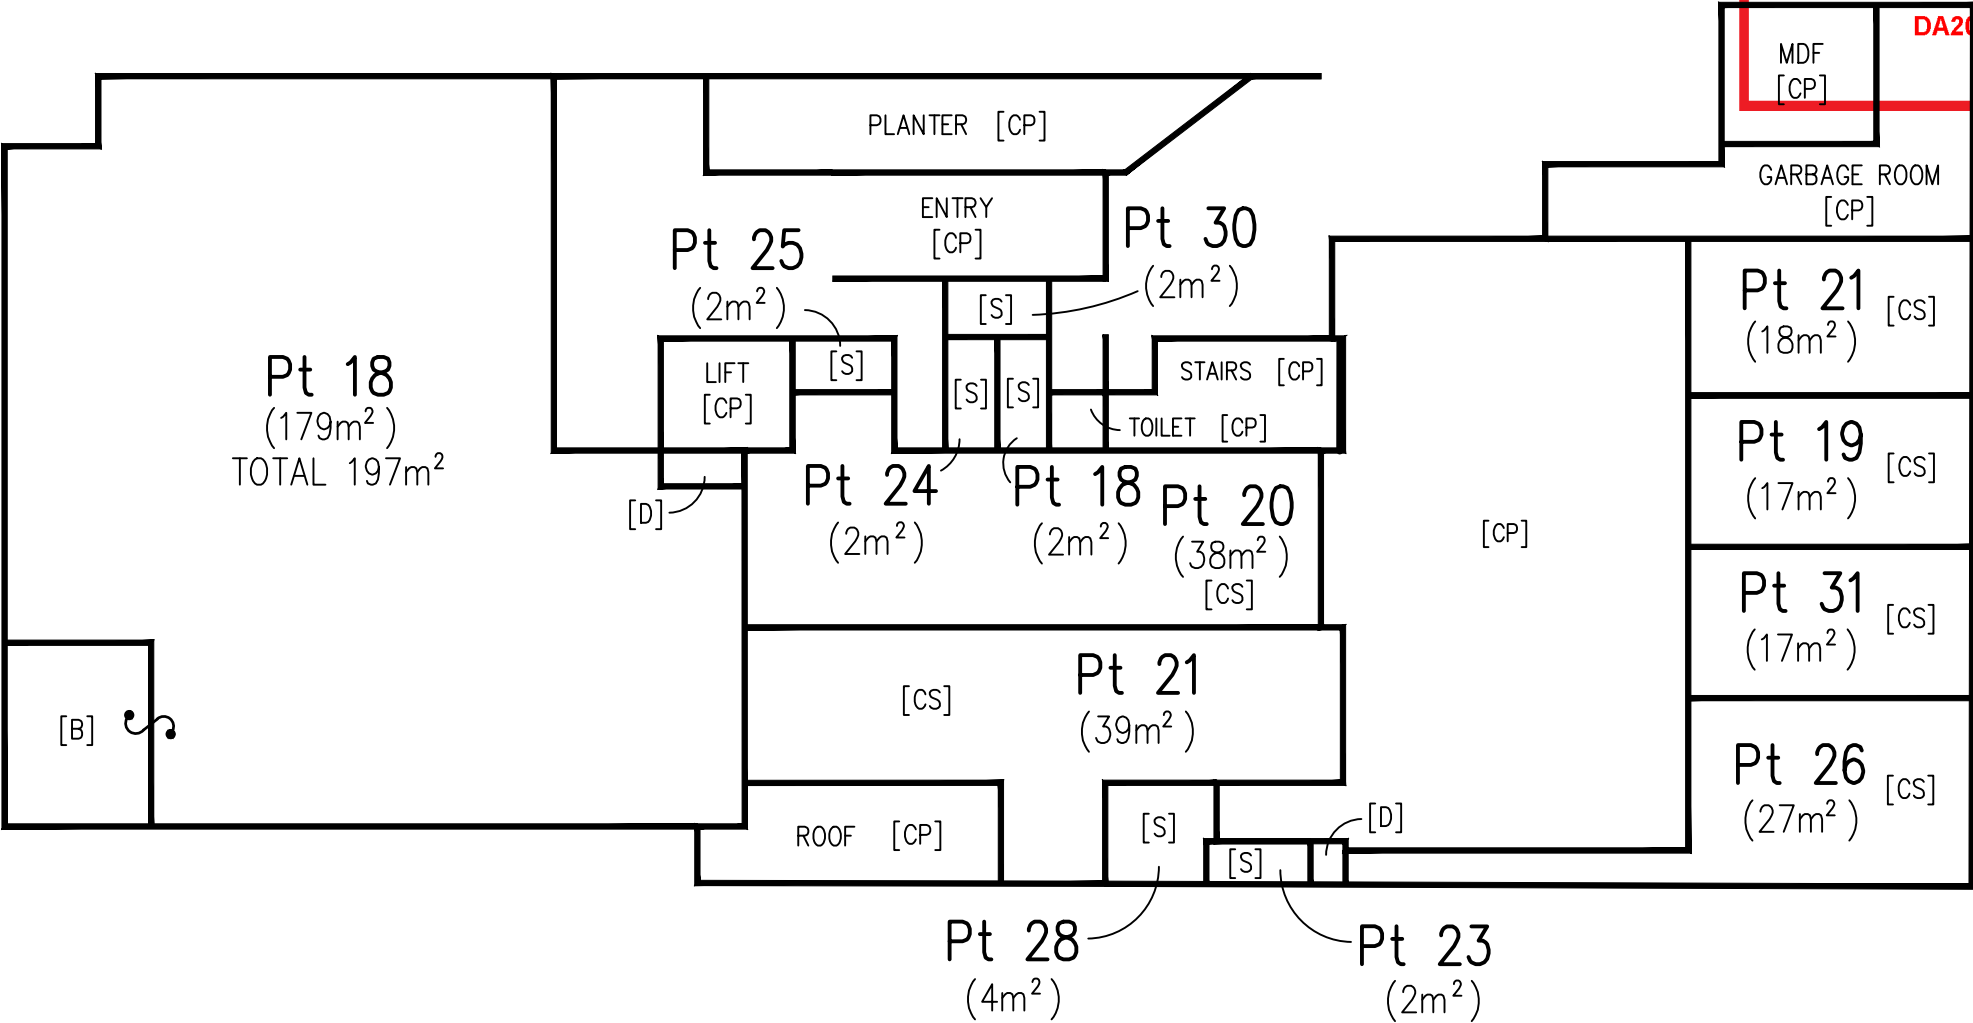 DA20
MDF
[CP]
PLANTER [CP]
GARBAGE ROOM
[CP]
ENTRY
[CP]
Pt 30
(2m²)
Pt 25
(2m²)
[S]
Pt 21 [CS]
(18m²)
LIFT
[CP]
[S]
STAIRS [CP]
[S]
[S]
TOILET [CP]
Pt 18
(179m²)
TOTAL 197m²
Pt 19 [CS]
(17m²)
Pt 24
(2m²)
Pt 18
(2m²)
Pt 20
(38m²)
[CS]
[D]
[CP]
Pt 31 [CS]
(17m²)
Pt 21
(39m²)
[CS]
[B]
Pt 26 [CS]
(27m²)
ROOF [CP]
[S]
[D]
[S]
Pt 28
(4m²)
Pt 23
(2m²)